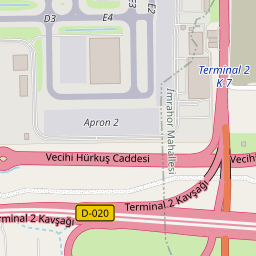 D3
E4
E2
E3
Terminal 2
K 7
Apron 2
İmrahor Mahallesi
Vecihi Hürkuş Caddesi
Vecihi
Terminal 2 Kavşağı
D-020
Terminal 2 Kavşağı